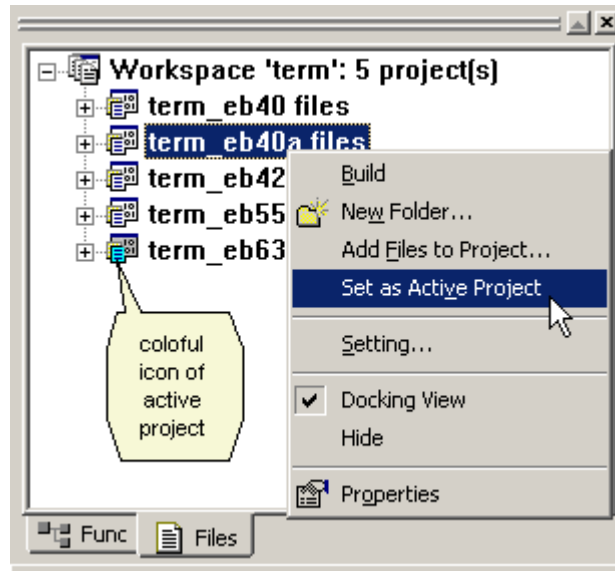 Workspace 'term': 5 project(s)
term_eb40 files
term_eb40a files
term_eb42
term_eb55
term_eb63
Build
New Folder...
Add Files to Project...
Set as Active Project
Setting...
Docking View
Hide
Properties
coloful
icon of
active
project
Func
Files